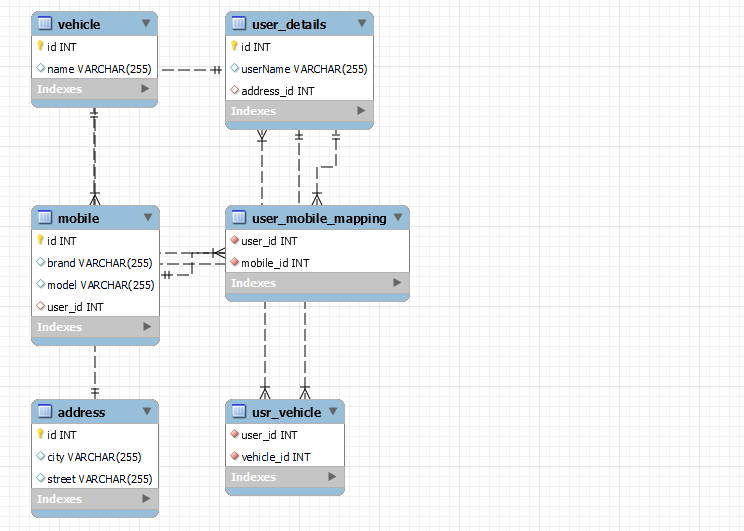 vehicle
id INT
name VARCHAR(255)
Indexes
user_details
id INT
userName VARCHAR(255)
address_id INT
Indexes
mobile
id INT
brand VARCHAR(255)
model VARCHAR(255)
user_id INT
Indexes
user_mobile_mapping
user_id INT
mobile_id INT
Indexes
address
id INT
city VARCHAR(255)
street VARCHAR(255)
Indexes
usr_vehicle
user_id INT
vehicle_id INT
Indexes